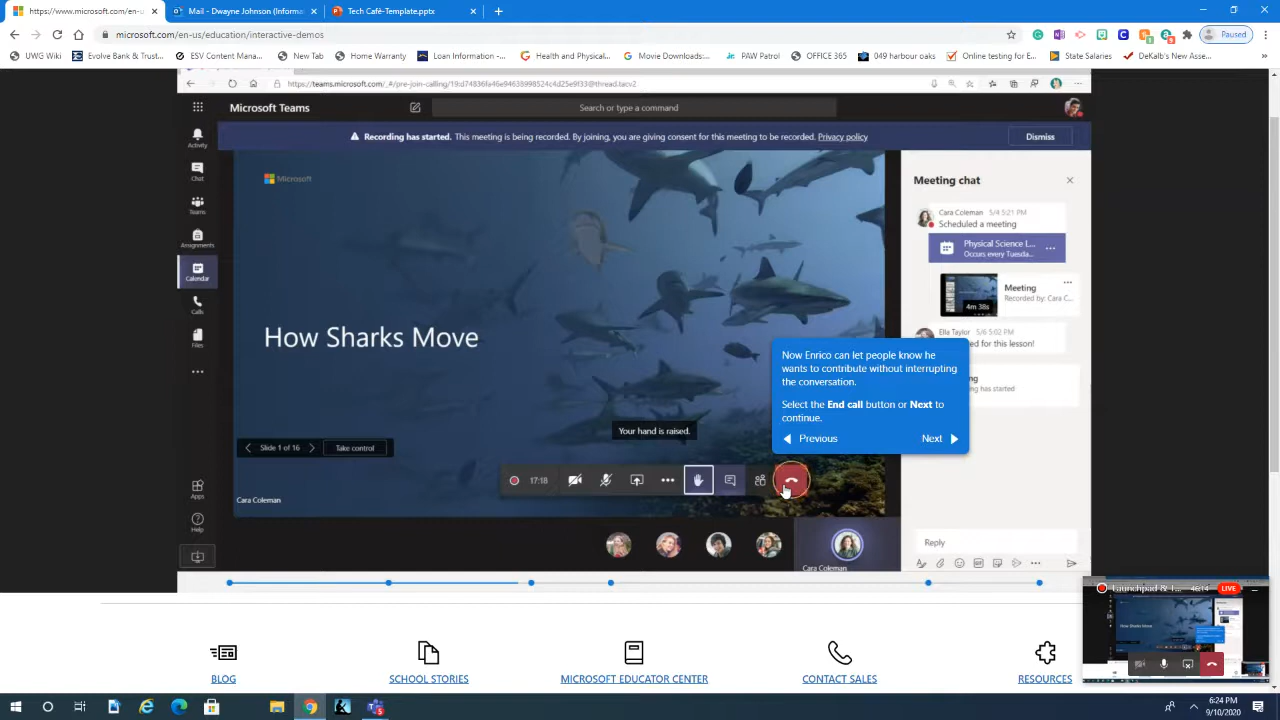 https://www.microsoft.com/en-u
Mail - Dwayne Johnson (Informa
Tech Café-Template.pptx
microsoft.com/en-us/education/interactive-demos
Paused
UWG Wiki
Evolve Bank & Trust...
ESV Content Manag...
New Tab
Home Warranty
Loan Information |...
Health and Physical...
Movie Downloads:...
PAW Patrol
OFFICE 365
049 harbour oaks
Online testing for E...
State Salaries
DeKalb's New Asse...
Microsoft Teams
Search or type a command
Recording has started. This meeting is being recorded. By joining, you are giving consent for this meeting to be recorded. Privacy policy
Dismiss
Activity
Chat
Teams
Assignments
Calendar
Calls
Files
Apps
Help
Microsoft
How Sharks Move
Slide 1 of 16
Take control
Cara Coleman
Your hand is raised.
17:18
Now Enrico can let people know he
wants to contribute without interrupting
the conversation.
Select the End call button or Next to
continue.
Previous
Next
Cara Coleman
Meeting chat
Cara Coleman 5/4 5:21 PM
Scheduled a meeting
Physical Science L...
Occurs every Tuesda...
4m 38s
Meeting
Recorded by: Cara C...
Ella Taylor 5/6 5:02 PM
ed for this lesson!
ng
ng has started
Reply
46:14
LIVE
How Sharks Move
BLOG
SCHOOL STORIES
MICROSOFT EDUCATOR CENTER
CONTACT SALES
RESOURCES
6:24 PM
9/10/2020